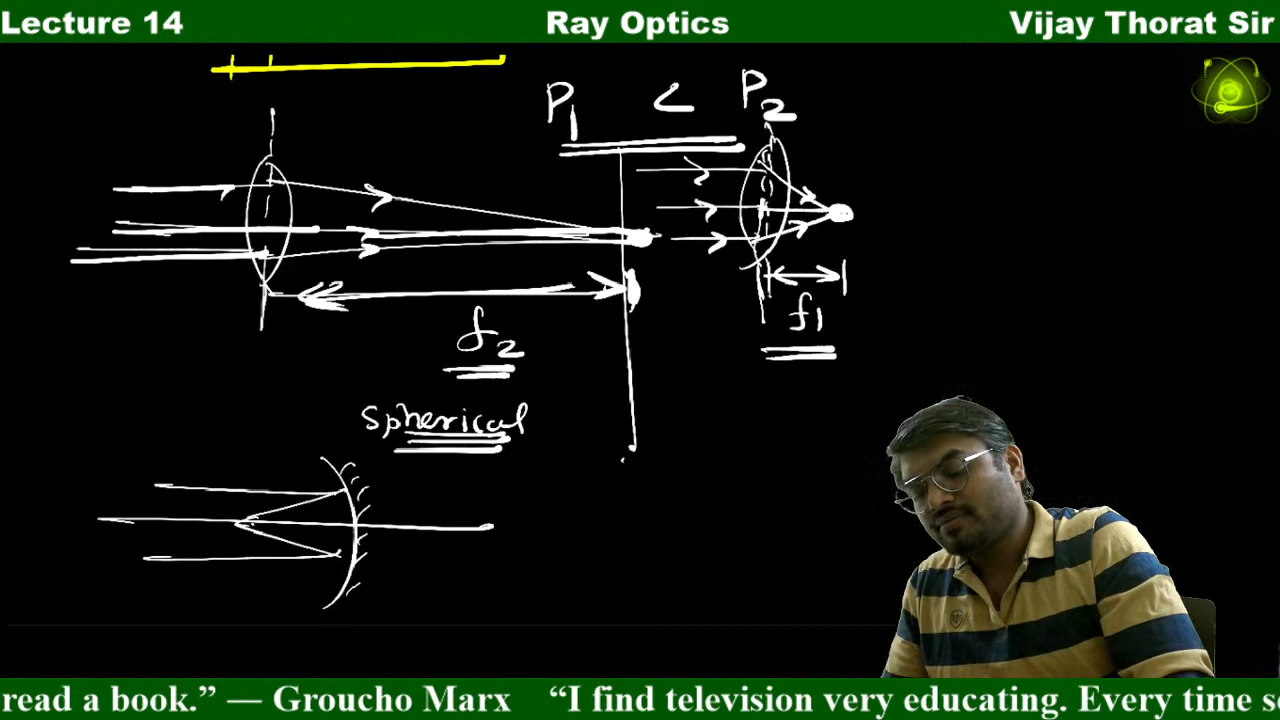 Lecture 14 Ray Optics Vijay Thorat Sir
P1 < P2
f1
f2
Spherical
read a book.” — Groucho Marx “I find television very educating. Every time s